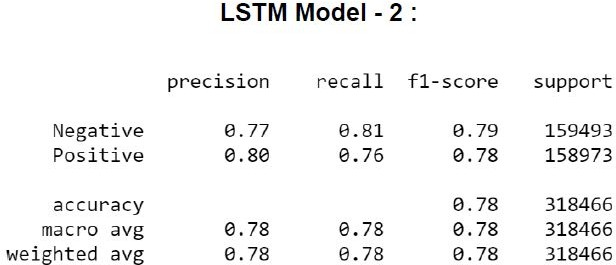 LSTM Model - 2 :
precision recall f1-score support
Negative 0.77 0.81 0.79 159493
Positive 0.80 0.76 0.78 158973
accuracy 0.78 318466
macro avg 0.78 0.78 0.78 318466
weighted avg 0.78 0.78 0.78 318466